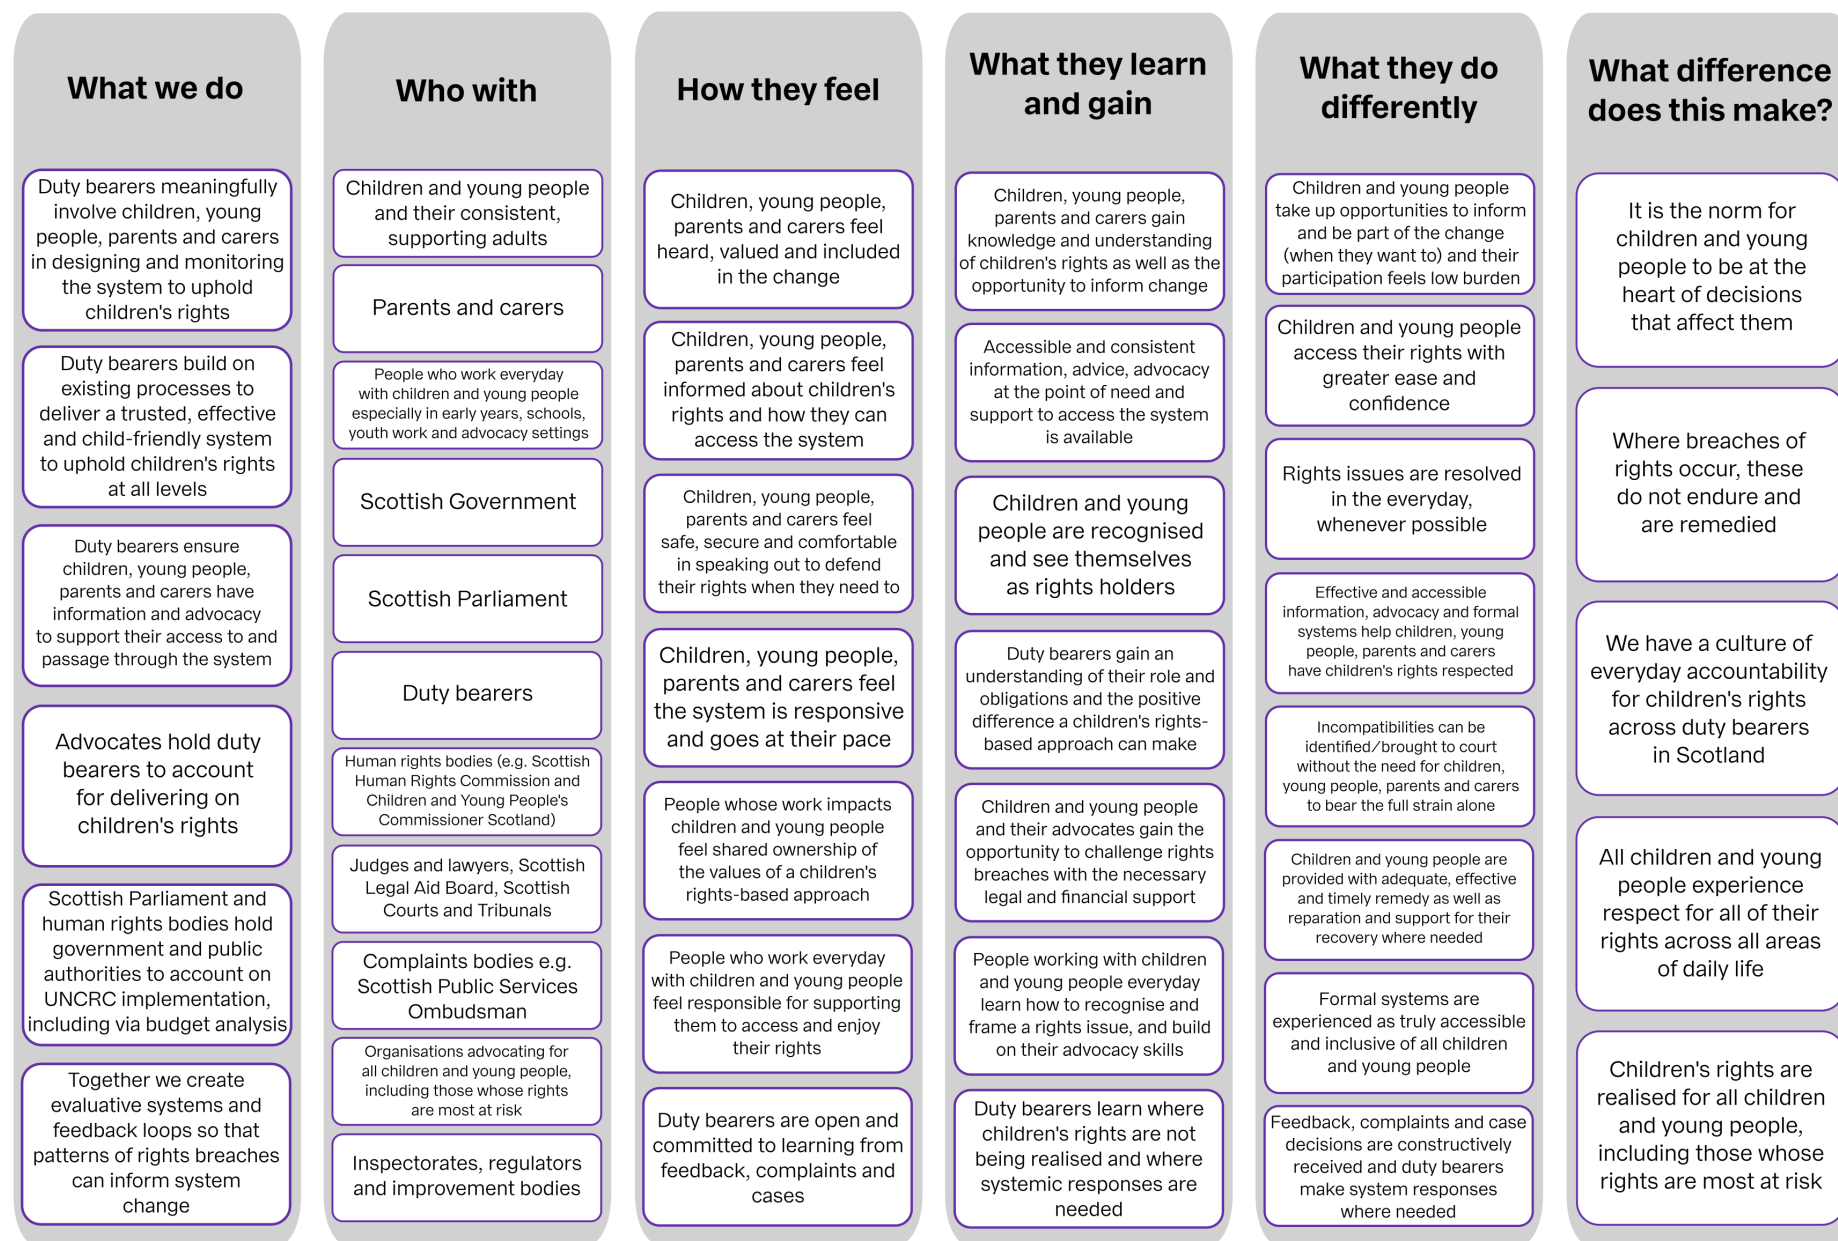 What we do
Duty bearers meaningfully
involve children, young
people, parents and carers
in designing and monitoring
the system to uphold
children's rights
Duty bearers build on
existing processes to
deliver a trusted, effective
and child-friendly system
to uphold children's rights
at all levels
Duty bearers ensure
children, young people,
parents and carers have
information and advocacy
to support their access to and
passage through the system
Advocates hold duty
bearers to account
for delivering on
children's rights
Scottish Parliament and
human rights bodies hold
government and public
authorities to account on
UNCRC implementation,
including via budget analysis
Together we create
evaluative systems and
feedback loops so that
patterns of rights breaches
can inform system
change
Who with
Children and young people
and their consistent,
supporting adults
Parents and carers
People who work everyday
with children and young people
especially in early years, schools,
youth work and advocacy settings
Scottish Government
Scottish Parliament
Duty bearers
Human rights bodies (e.g. Scottish
Human Rights Commission and
Children and Young People's
Commissioner Scotland)
Judges and lawyers, Scottish
Legal Aid Board, Scottish
Courts and Tribunals
Complaints bodies e.g.
Scottish Public Services
Ombudsman
Organisations advocating for
all children and young people,
including those whose rights
are most at risk
Inspectorates, regulators
and improvement bodies
How they feel
Children, young people,
parents and carers feel
heard, valued and included
in the change
Children, young people,
parents and carers feel
informed about children's
rights and how they can
access the system
Children, young people,
parents and carers feel
safe, secure and comfortable
in speaking out to defend
their rights when they need to
Children, young people,
parents and carers feel
the system is responsive
and goes at their pace
People whose work impacts
children and young people
feel shared ownership of
the values of a children's
rights-based approach
People who work everyday
with children and young people
feel responsible for supporting
them to access and enjoy
their rights
Duty bearers are open and
committed to learning from
feedback, complaints and
cases
What they learn
and gain
Children, young people,
parents and carers gain
knowledge and understanding
of children's rights as well as the
opportunity to inform change
Accessible and consistent
information, advice, advocacy
at the point of need and
support to access the system
is available
Children and young
people are recognised
and see themselves
as rights holders
Duty bearers gain an
understanding of their role and
obligations and the positive
difference a children's rights-
based approach can make
Children and young people
and their advocates gain the
opportunity to challenge rights
breaches with the necessary
legal and financial support
People working with children
and young people everyday
learn how to recognise and
frame a rights issue, and build
on their advocacy skills
Duty bearers learn where
children's rights are not
being realised and where
systemic responses are
needed
What they do
differently
Children and young people
take up opportunities to inform
and be part of the change
(when they want to) and their
participation feels low burden
Children and young people
access their rights with
greater ease and
confidence
Rights issues are resolved
in the everyday,
whenever possible
Effective and accessible
information, advocacy and formal
systems help children, young
people, parents and carers
have children's rights respected
Incompatibilities can be
identified/brought to court
without the need for children,
young people, parents and carers
to bear the full strain alone
Children and young people are
provided with adequate, effective
and timely remedy as well as
reparation and support for their
recovery where needed
Formal systems are
experienced as truly accessible
and inclusive of all children
and young people
Feedback, complaints and case
decisions are constructively
received and duty bearers
make system responses
where needed
What difference
does this make?
It is the norm for
children and young
people to be at the
heart of decisions
that affect them
Where breaches of
rights occur, these
do not endure and
are remedied
We have a culture of
everyday accountability
for children's rights
across duty bearers
in Scotland
All children and young
people experience
respect for all of their
rights across all areas
of daily life
Children's rights are
realised for all children
and young people,
including those whose
rights are most at risk